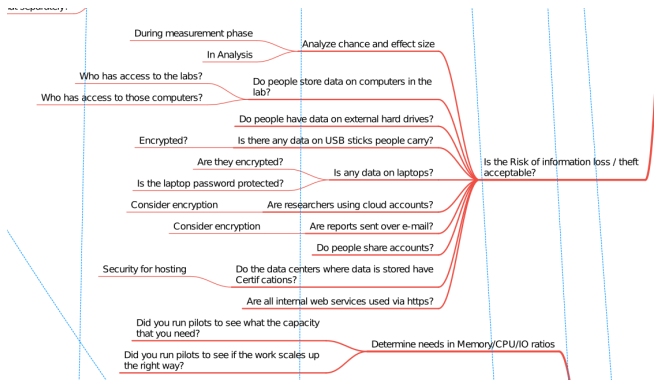 separately?
During measurement phase
Analyze chance and effect size
In Analysis
Who has access to the labs?
Do people store data on computers in the
lab?
Who has access to those computers?
Do people have data on external hard drives?
Encrypted?
Is there any data on USB sticks people carry?
Are they encrypted?
Is any data on laptops?
Is the laptop password protected?
Is the Risk of information loss / theft
acceptable?
Consider encryption
Are researchers using cloud accounts?
Consider encryption
Are reports sent over e-mail?
Do people share accounts?
Security for hosting
Do the data centers where data is stored have
Certif cations?
Are all internal web services used via https?
Did you run pilots to see what the capacity
that you need?
Determine needs in Memory/CPU/IO ratios
Did you run pilots to see if the work scales up
the right way?